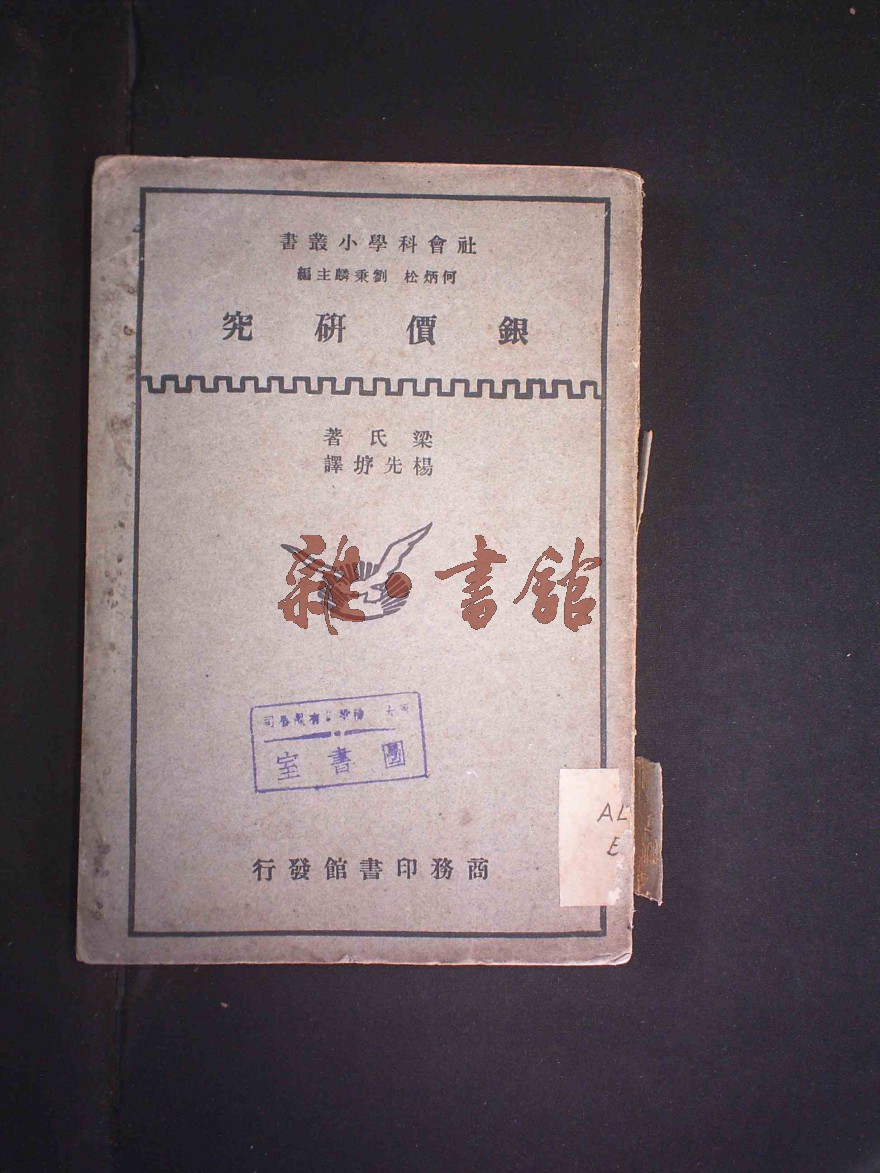 社會科學小叢書
何炳松 劉秉麟主編
銀價研究
梁氏著
楊先垿譯
雜·書館
圖書室
商務印書館發行
AL
E